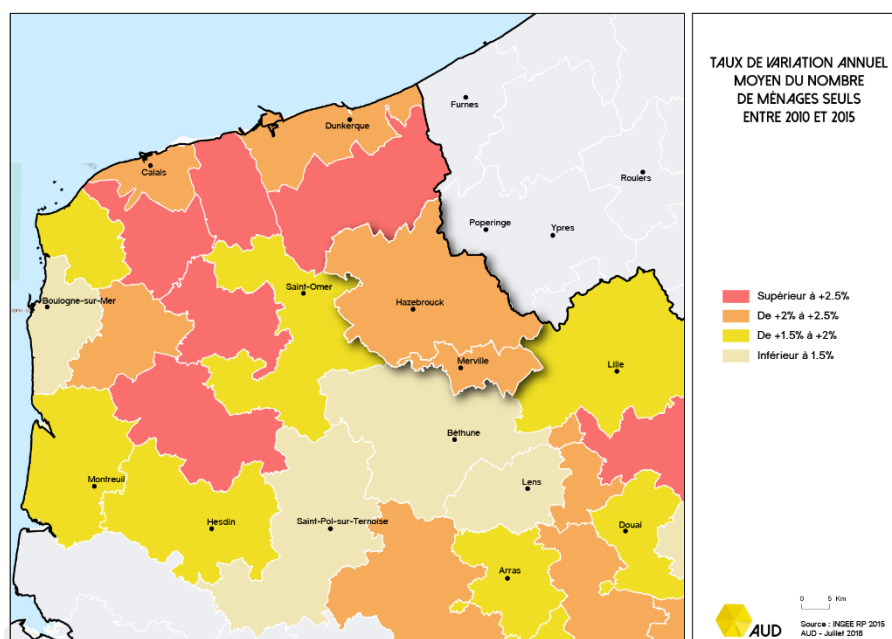 TAUX DE VARIATION ANNUEL
MOYEN DU NOMBRE
DE MÉNAGES SEULS
ENTRE 2010 ET 2015
Furnes
Dunkerque
Calais
Roulers
Poperinge
Ypres
Saint-Omer
Boulogne-sur-Mer
Hazebrouck
Merville
Lille
Béthune
Lens
Montreuil
Hesdin
Saint-Pol-sur-Ternoise
Douai
Arras
Supérieur à +2.5%
De +2% à +2.5%
De +1.5% à +2%
Inférieur à 1.5%
0 5 Km
AUD
Source : INSEE RP 2015
AUD - Juillet 2018